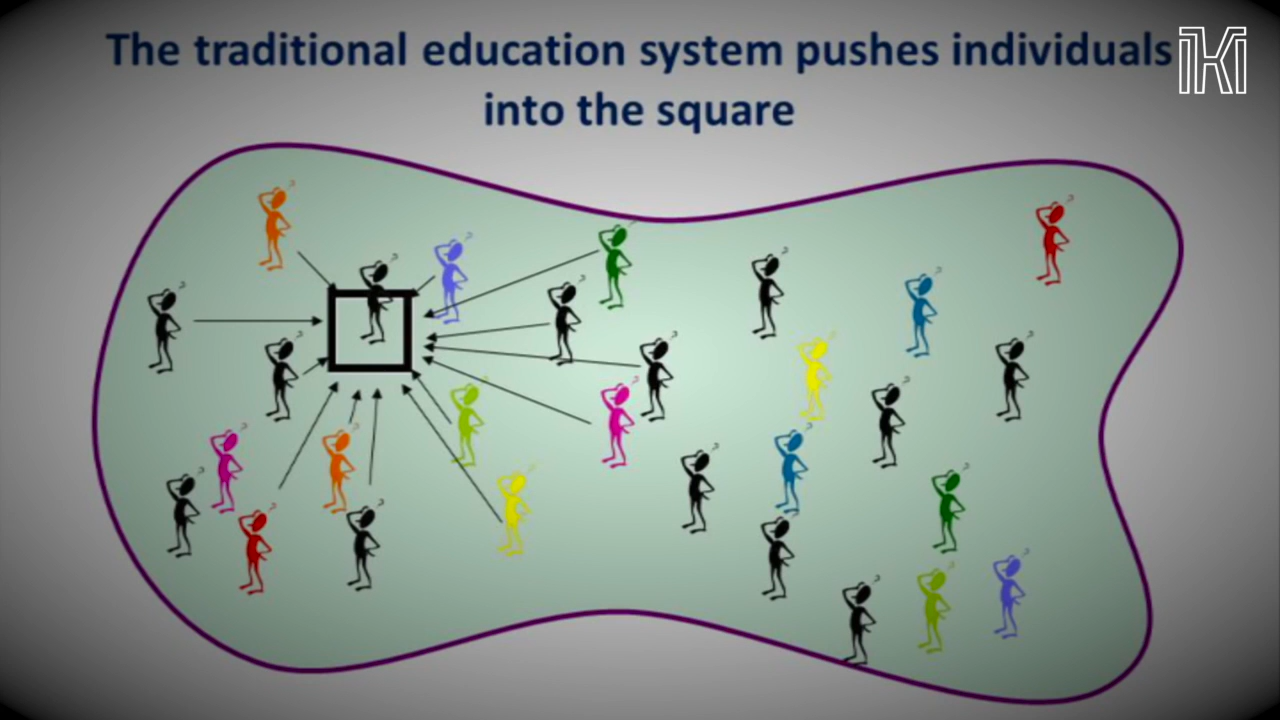 The traditional education system pushes individuals
into the square